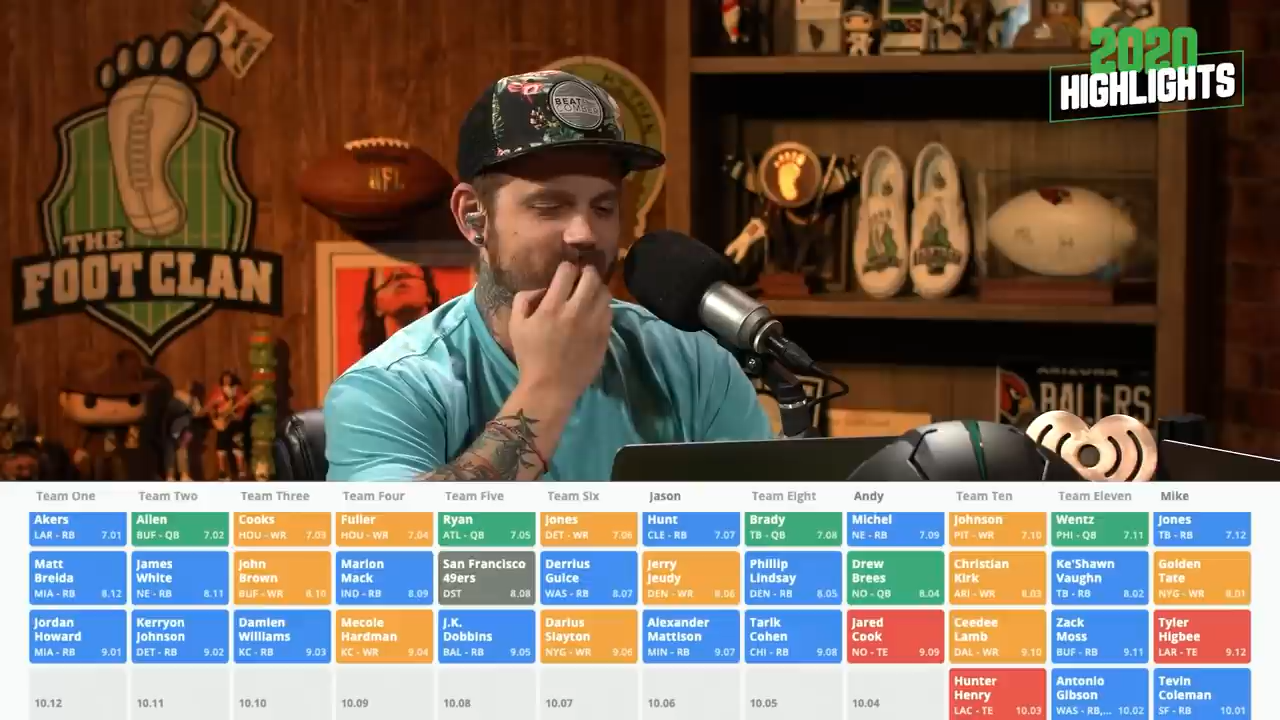 2020
HIGHLIGHTS
THE
FOOT CLAN
NFL
BEAT
COMBER
ARIZONA
BALLERS
Team One Team Two Team Three Team Four Team Five Team Six Jason Team Eight Andy Team Ten Team Eleven Mike
Akers Allen Cooks Fuller Ryan Jones Hunt Brady Michel Johnson Wentz Jones
LAR - RB 7.01 BUF - QB 7.02 HOU - WR 7.03 HOU - WR 7.04 ATL - QB 7.05 DET - WR 7.06 CLE - RB 7.07 TB - QB 7.08 NE - RB 7.09 PIT - WR 7.10 PHI - QB 7.11 TB - RB 7.12
Matt James John Marlon San Francisco Derrius Jerry Phillip Drew Christian Ke'Shawn Golden
Breida White Brown Mack 49ers Guice Jeudy Lindsay Brees Kirk Vaughn Tate
MIA - RB 8.12 NE - RB 8.11 BUF - WR 8.10 IND - RB 8.09 DST 8.08 WAS - RB 8.07 DEN - WR 8.06 DEN - RB 8.05 NO - QB 8.04 ARI - WR 8.03 TB - RB 8.02 NYG - WR 8.01
Jordan Kerryon Damien Mecole J.K. Darius Alexander Tarik Jared Ceedee Zack Tyler
Howard Johnson Williams Hardman Dobbins Slayton Mattison Cohen Cook Lamb Moss Higbee
MIA - RB 9.01 DET - RB 9.02 KC - RB 9.03 KC - WR 9.04 BAL - RB 9.05 NYG - WR 9.06 MIN - RB 9.07 CHI - RB 9.08 NO - TE 9.09 DAL - WR 9.10 BUF - RB 9.11 LAR - TE 9.12
Hunter Antonio Tevin
Henry Gibson Coleman
10.12 10.11 10.10 10.09 10.08 10.07 10.06 10.05 10.04 LAC - TE 10.03 WAS - RB,... 10.02 SF - RB 10.01